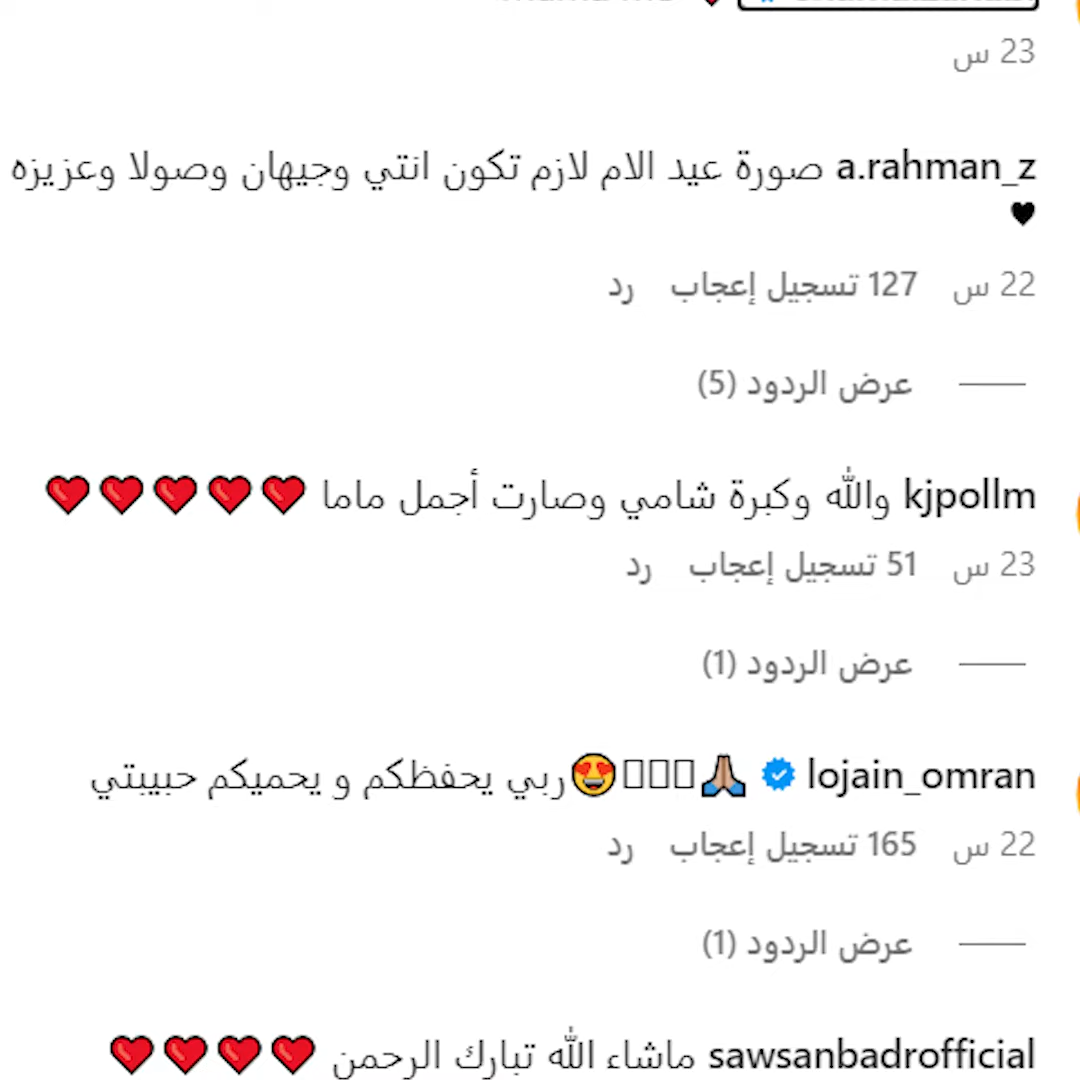 23 س
a.rahman_z صورة عيد الام لازم تكون انتي وجيهان وصولا وعزيزه
♥
22 س 127 تسجيل إعجاب رد
عرض الردود (5)
kjpollm والله وكبرة شامي وصارت أجمل ماما ❤️❤️❤️❤️❤️
23 س 51 تسجيل إعجاب رد
عرض الردود (1)
lojain_omran 🙏🏽😍ربي يحفظكم و يحميكم حبيبتي
22 س 165 تسجيل إعجاب رد
عرض الردود (1)
sawsanbadrofficial ماشاء الله تبارك الرحمن ❤️❤️❤️❤️